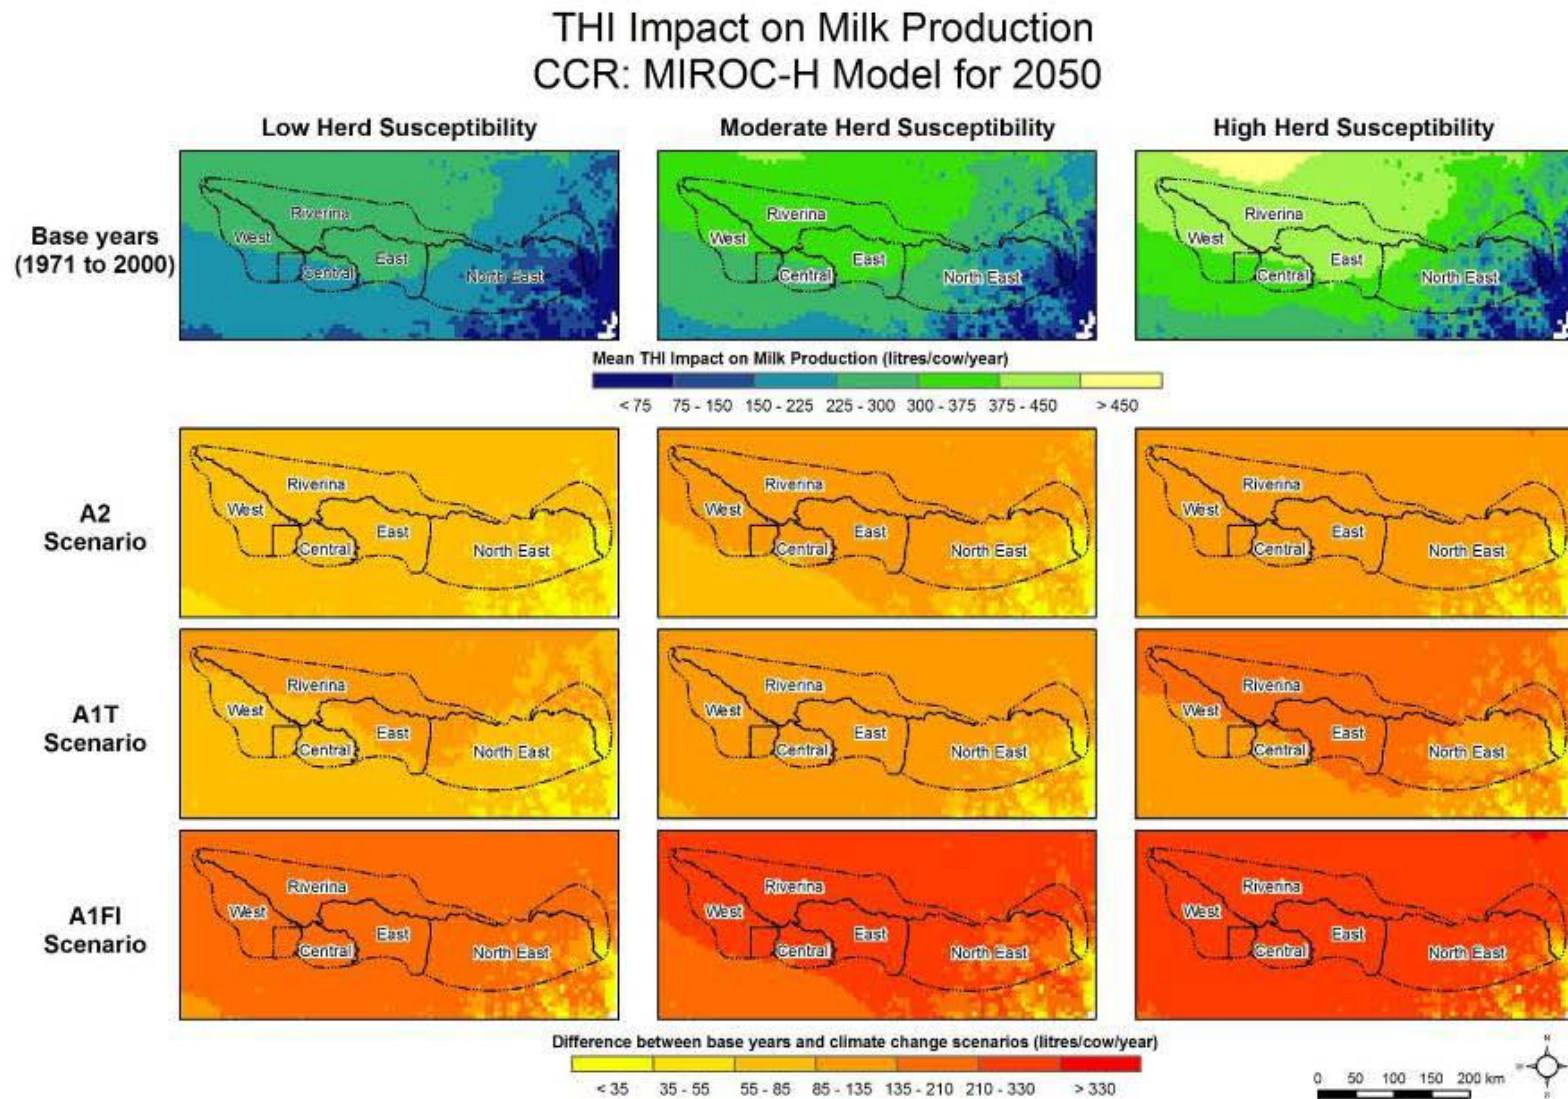 THI Impact on Milk Production
CCR: MIROC-H Model for 2050
Low Herd Susceptibility
Moderate Herd Susceptibility
High Herd Susceptibility
Base years
(1971 to 2000)
Riverina
West
Central
East
North East
Riverina
West
Central
East
North East
Riverina
West
Central
East
North East
Mean THI Impact on Milk Production (litres/cow/year)
< 75 75 - 150 150 - 225 225 - 300 300 - 375 375 - 450 > 450
A2
Scenario
Riverina
West
Central
East
North East
Riverina
West
Central
East
North East
Riverina
West
Central
East
North East
A1T
Scenario
Riverina
West
Central
East
North East
Riverina
West
Central
East
North East
Riverina
West
Central
East
North East
A1FI
Scenario
Riverina
West
Central
East
North East
Riverina
West
Central
East
North East
Riverina
West
Central
East
North East
Difference between base years and climate change scenarios (litres/cow/year)
< 35 35 - 55 55 - 85 85 - 135 135 - 210 210 - 330 > 330
0 50 100 150 200 km
N
S